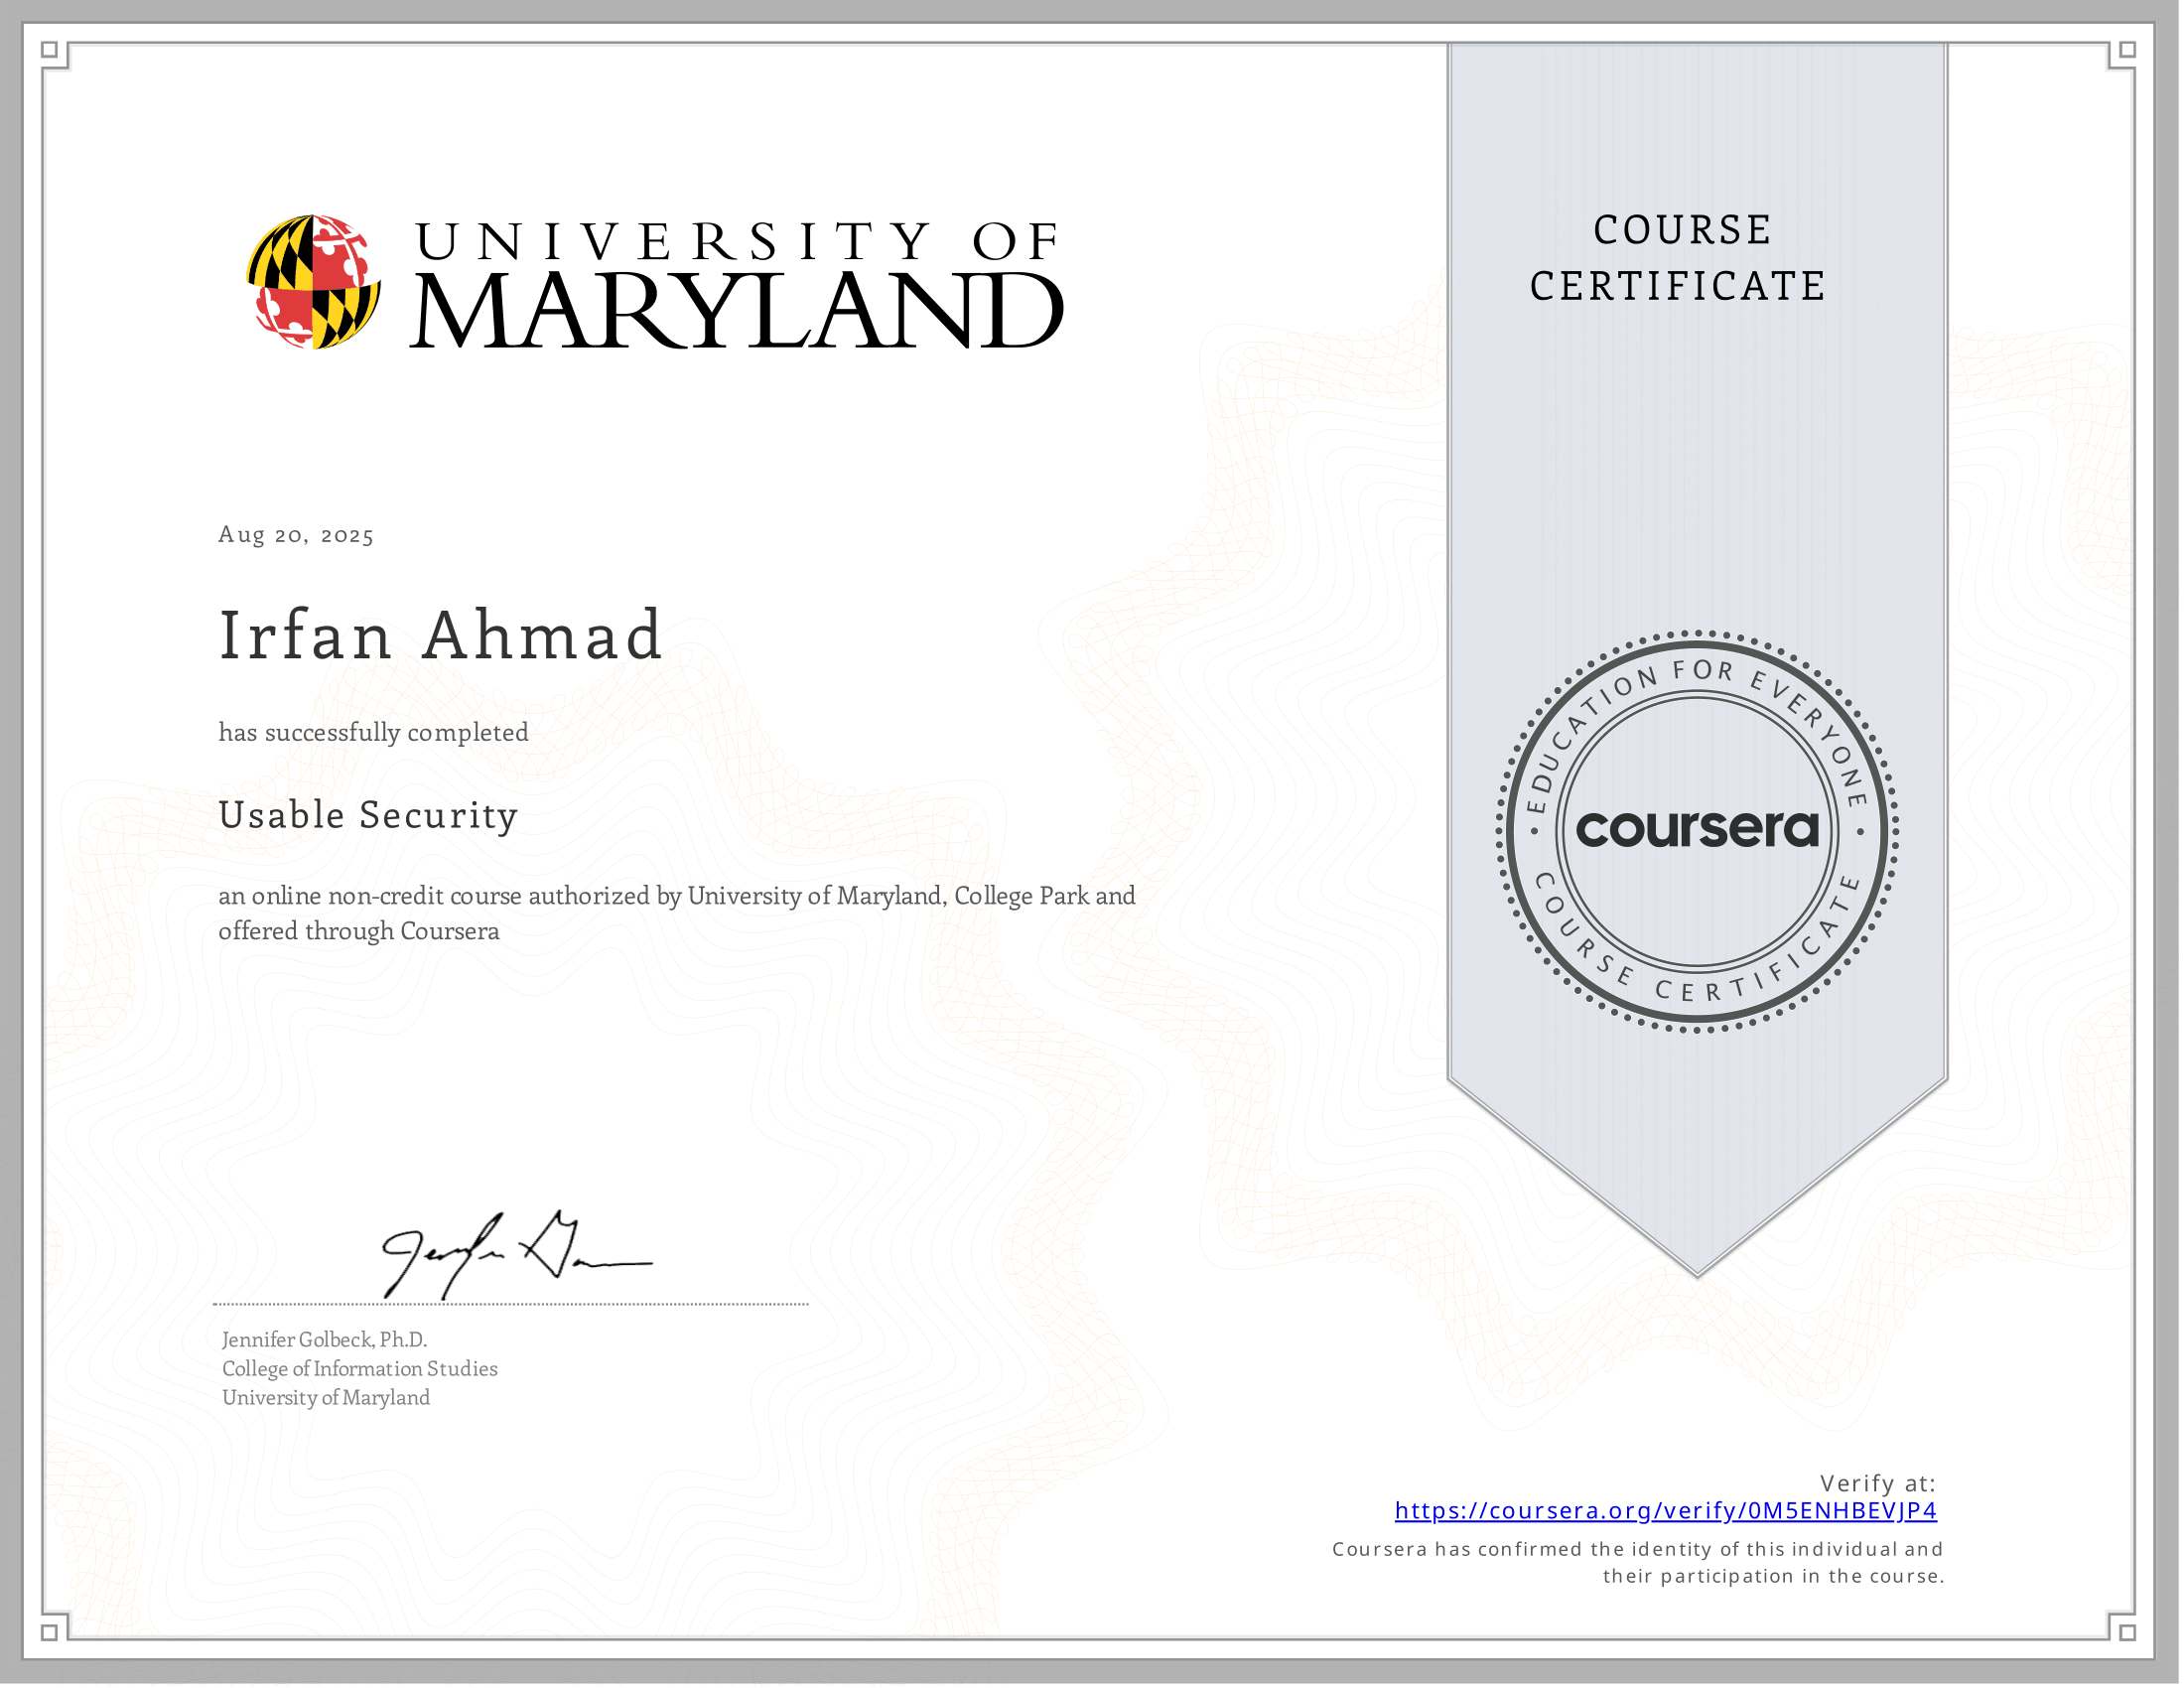 UNIVERSITY OF
MARYLAND
COURSE
CERTIFICATE
Aug 20, 2025
Irfan Ahmad
has successfully completed
Usable Security
an online non-credit course authorized by University of Maryland, College Park and
offered through Coursera
EDUCATION FOR EVERYONE
coursera
COURSE CERTIFICATE
Jennifer Golbeck, Ph.D.
College of Information Studies
University of Maryland
Verify at:
https://coursera.org/verify/0M5ENHBEVJP4
Coursera has confirmed the identity of this individual and
their participation in the course.